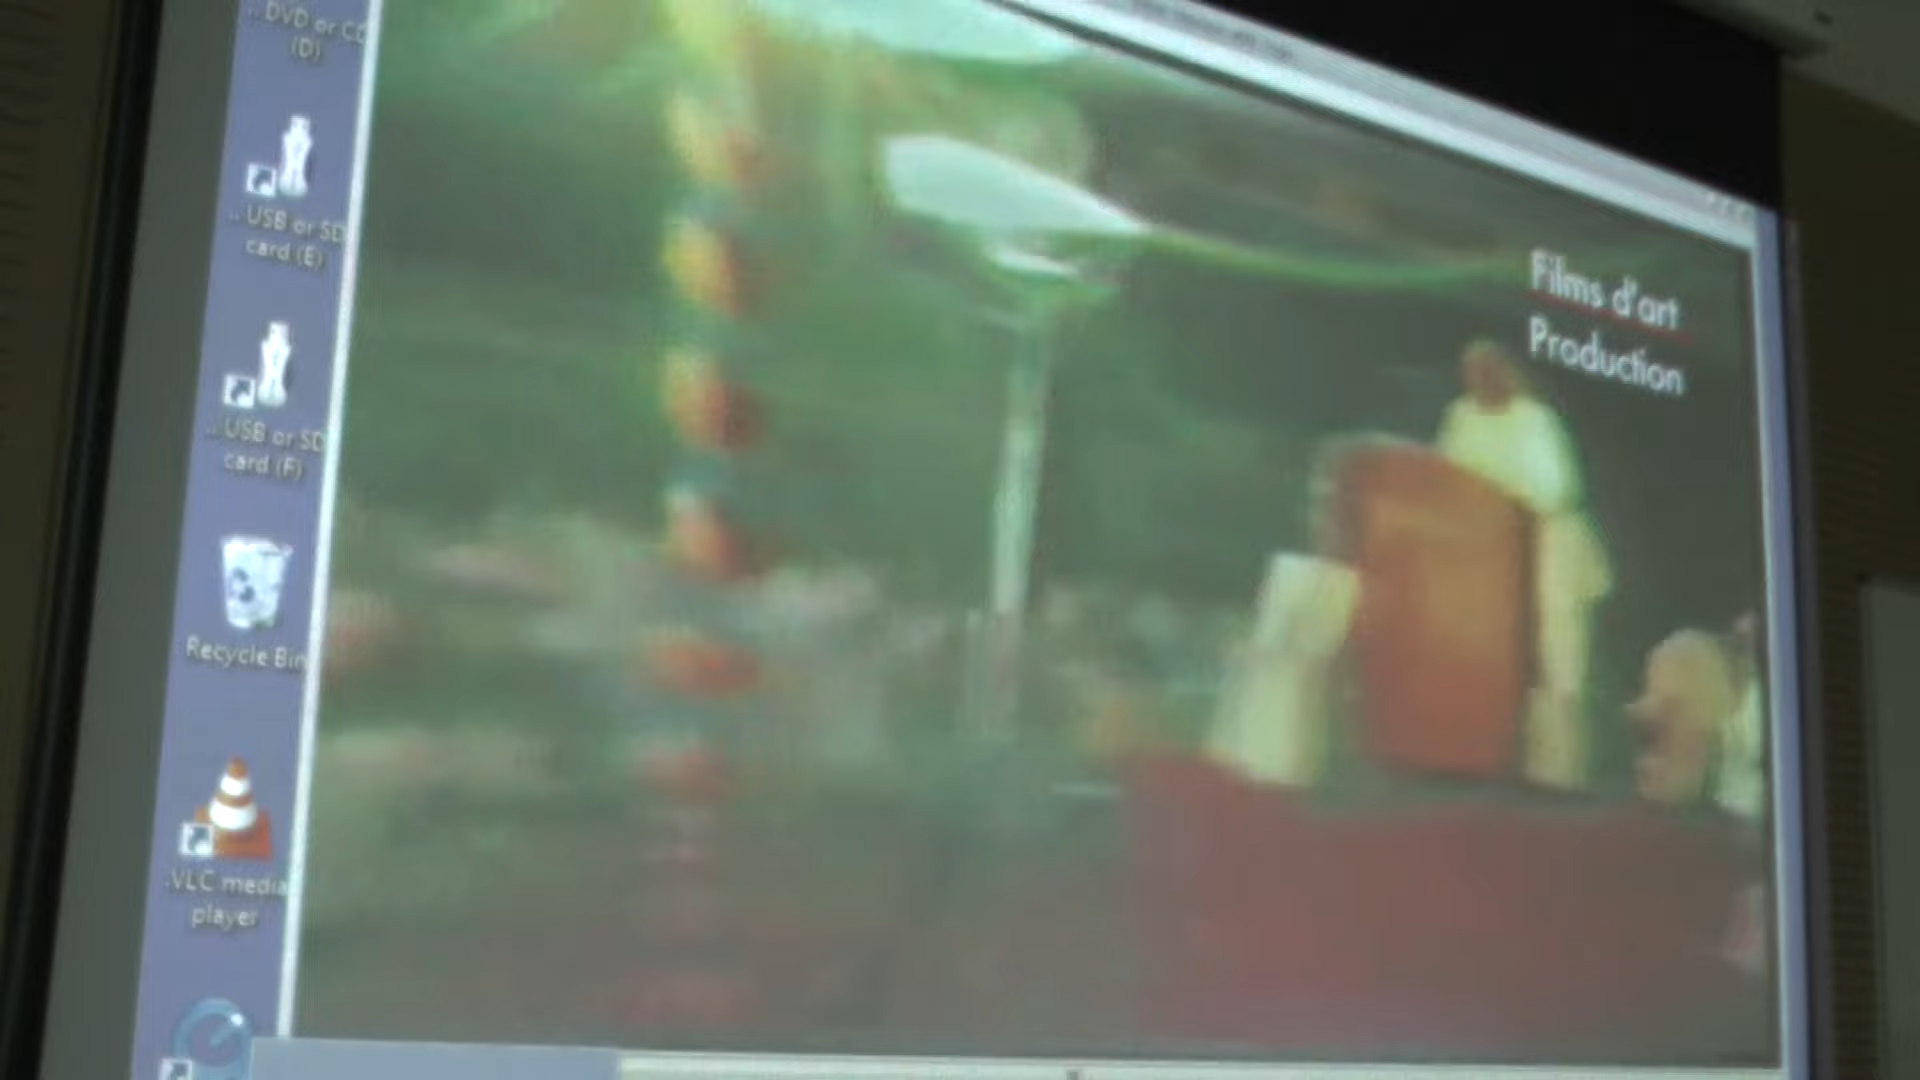 .. DVD or CD
(D)
.. USB or SD
card (E)
.. USB or SD
card (F)
Recycle Bin
.VLC media
player
Films d'art
Production